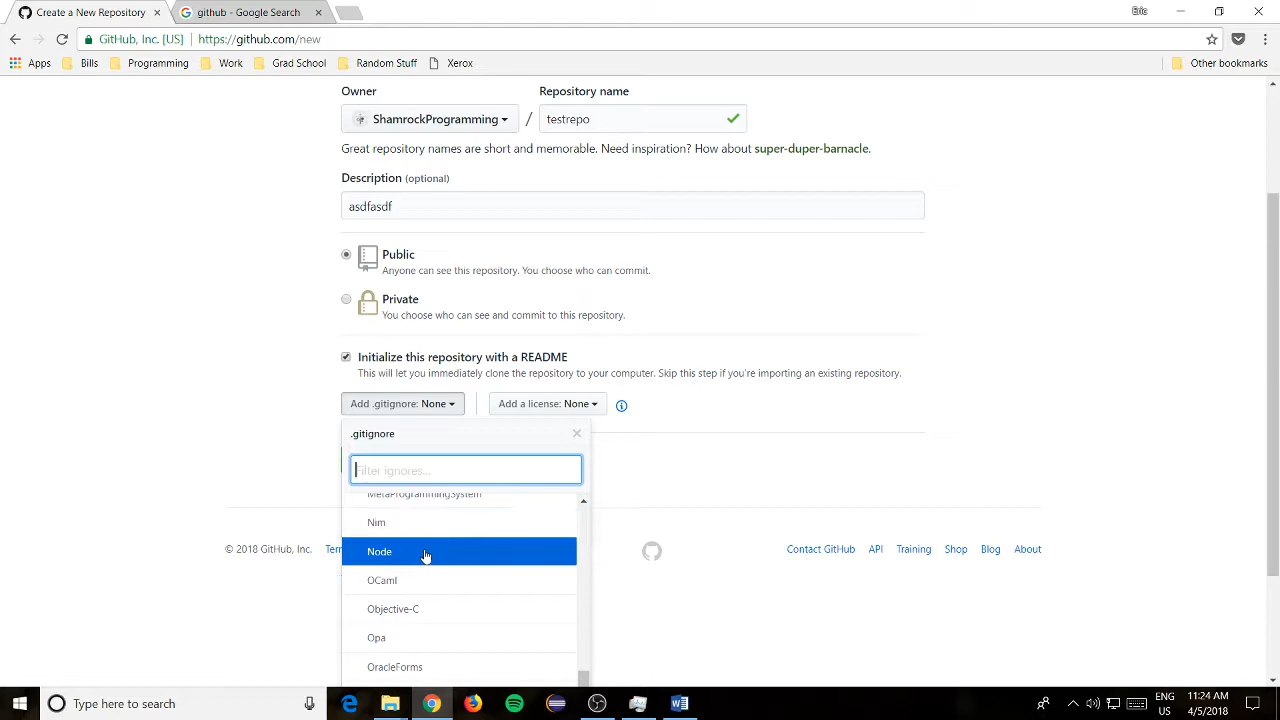 Create a New Repository
github - Google Search
Eric
GitHub, Inc. [US]
https://github.com/new
Apps
Bills
Programming
Work
Grad School
Random Stuff
Xerox
Other bookmarks
Owner
Repository name
ShamrockProgramming
/
testrepo
Great repository names are short and memorable. Need inspiration? How about super-duper-barnacle.
Description (optional)
asdfasdf
Public
Anyone can see this repository. You choose who can commit.
Private
You choose who can see and commit to this repository.
Initialize this repository with a README
This will let you immediately clone the repository to your computer. Skip this step if you're importing an existing repository.
Add .gitignore: None
Add a license: None
.gitignore
Filter ignores...
MetaProgrammingSystem
Nim
Node
OCaml
Objective-C
Opa
OracleForms
© 2018 GitHub, Inc.
Contact GitHub
API
Training
Shop
Blog
About
Type here to search
ENG
US
11:24 AM
4/5/2018